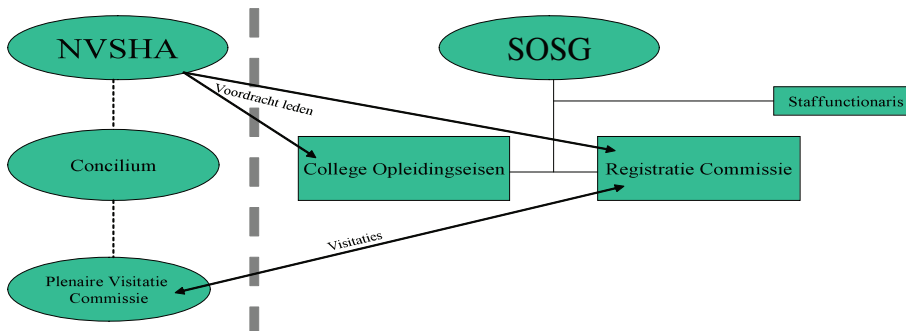 NVSHA
SOSG
Voordracht leden
Staffunctionaris
Concilium
College Opleidingseisen
Registratie Commissie
Visitaties
Plenaire Visitatie
Commissie